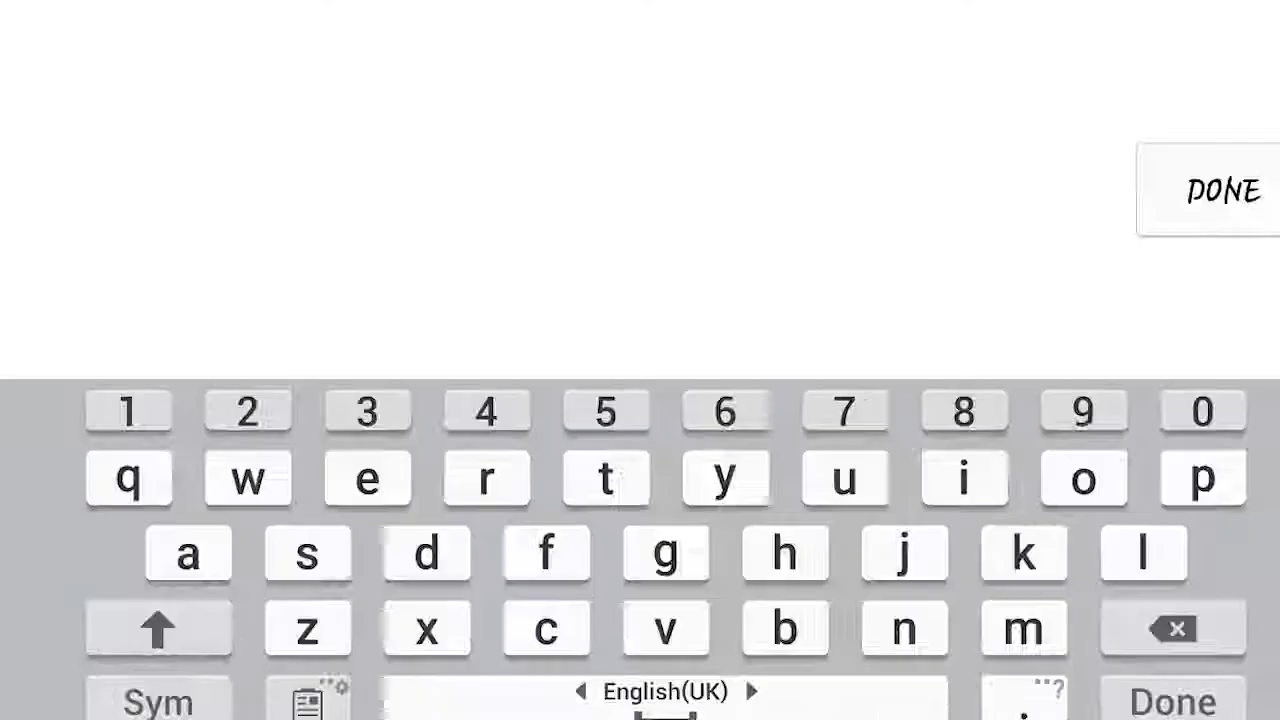 DONE
1 2 3 4 5 6 7 8 9 0
q w e r t y u i o p
a s d f g h j k l
z x c v b n m
Sym English(UK) . ? Done